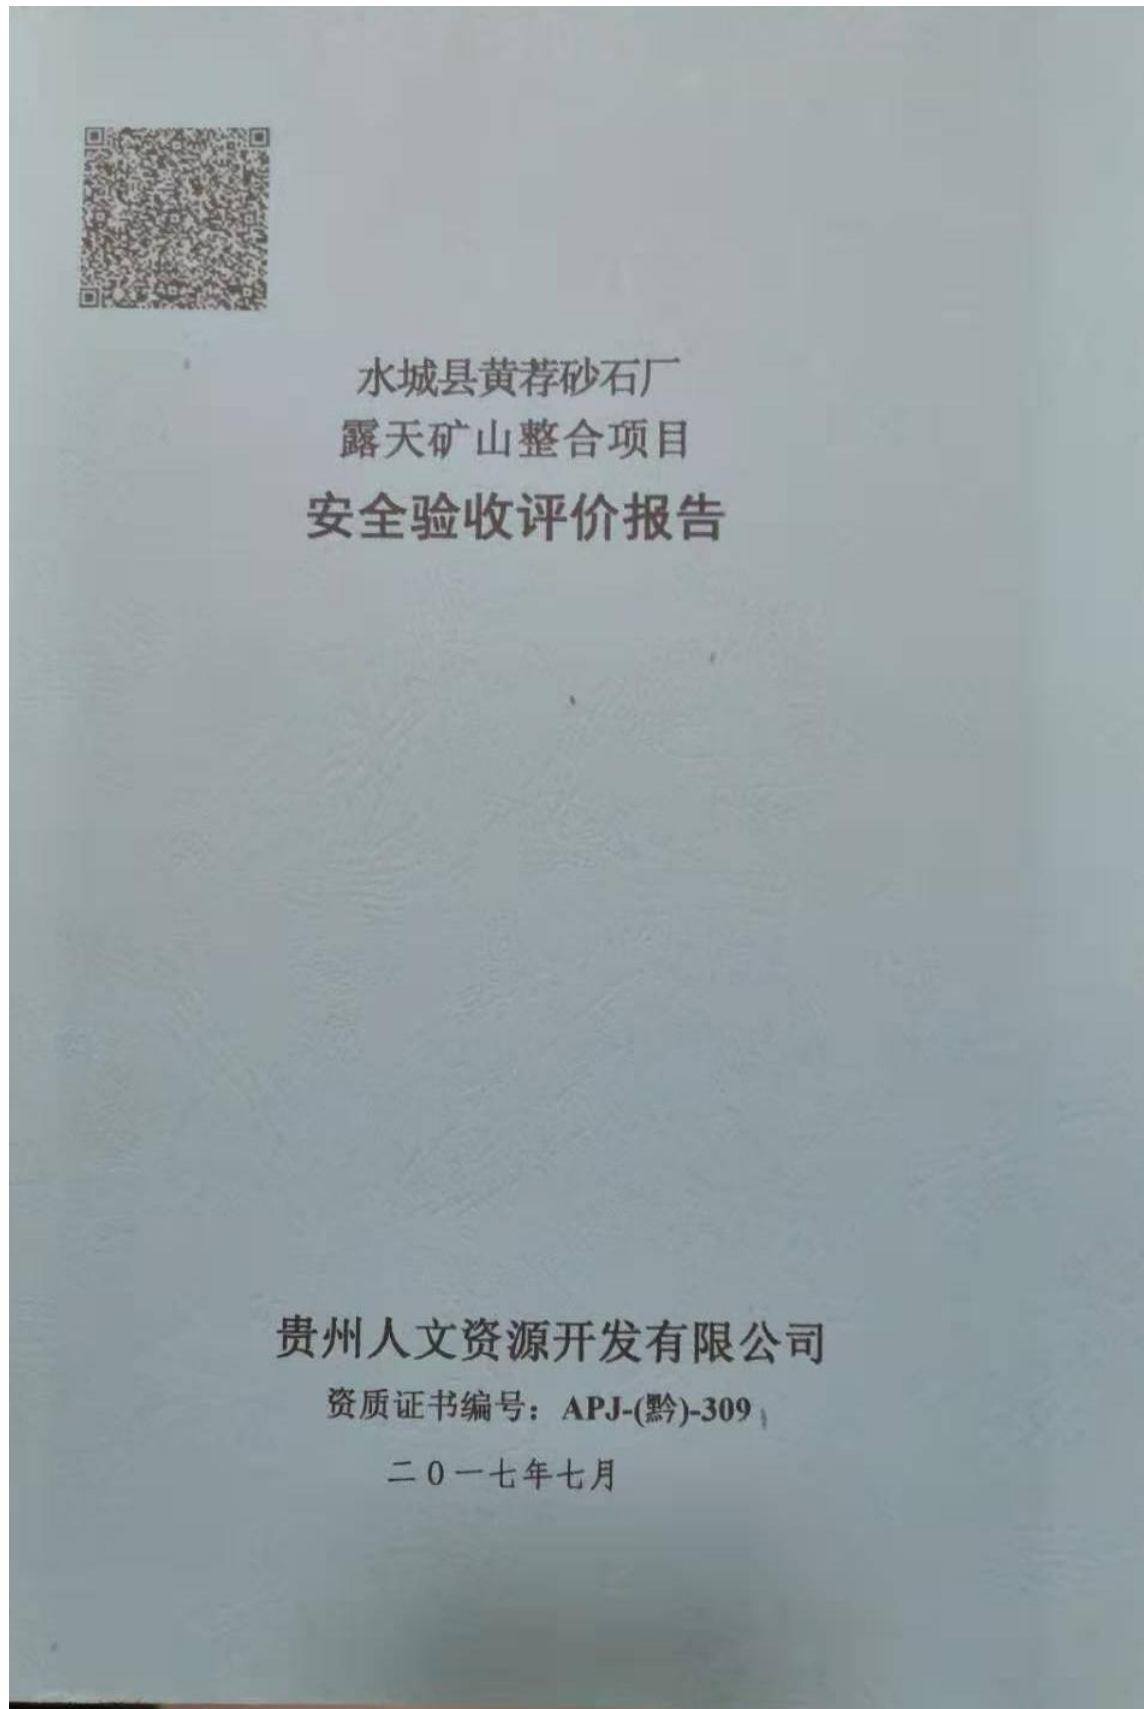 水城县黄荐砂石厂
露天矿山整合项目
安全验收评价报告
贵州人文资源开发有限公司
资质证书编号：APJ-(黔)-309
二0一七年七月